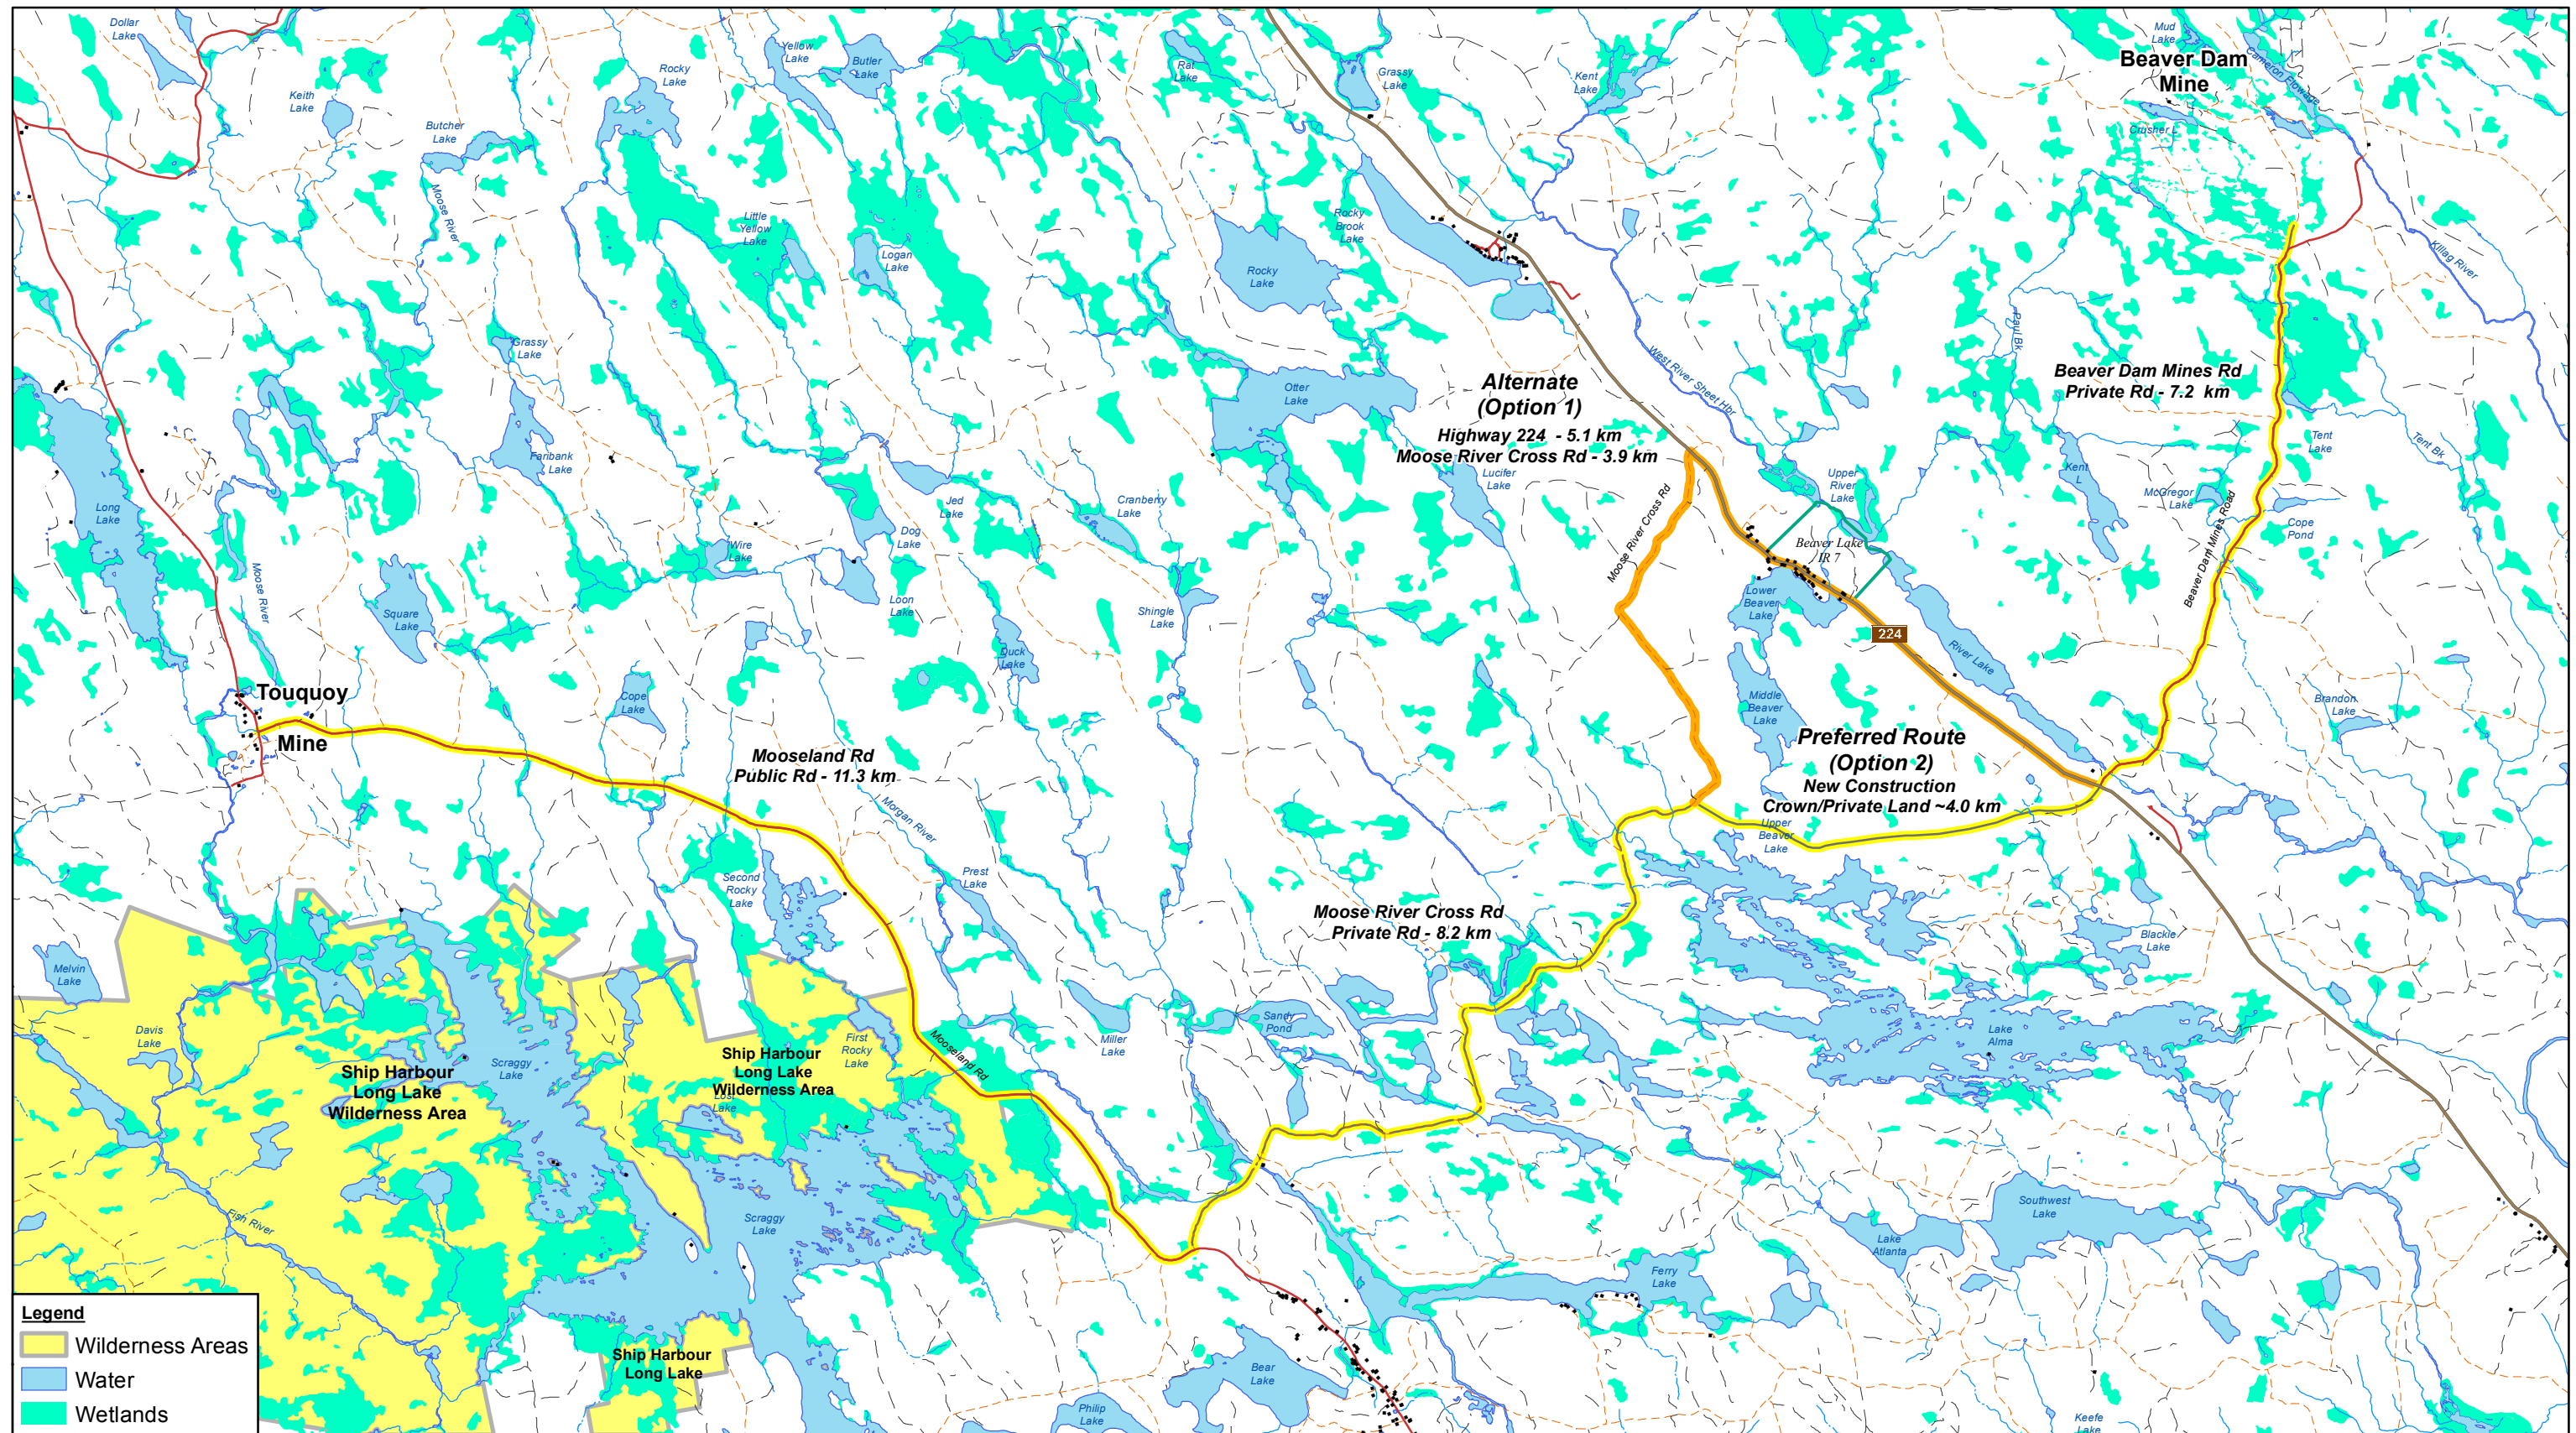 Dollar
Lake
Keith
Lake
Butcher
Lake
Moose River
Rocky
Lake
Yellow
Lake
Butler
Lake
Rat
Lake
Grassy
Lake
Kent
Lake
Mud
Lake
Cameron Flowage
Beaver Dam
Mine
Crusher L
Little
Yellow
Lake
Logan
Lake
Rocky
Brook
Lake
Rocky
Lake
Killag River
Grassy
Lake
Otter
Lake
West River Sheet Hbr
Paul Bk
Alternate
(Option 1)
Highway 224 - 5.1 km
Moose River Cross Rd - 3.9 km
Beaver Dam Mines Rd
Private Rd - 7.2 km
Tent
Lake
Tent Bk
Fanbank
Lake
Long
Lake
Jed
Lake
Cranberry
Lake
Lucifer
Lake
Upper
River
Lake
Kent
L
McGregor
Lake
Cope
Pond
Dog
Lake
Wire
Lake
Moose River Cross Rd
Beaver Lake
IR 7
Beaver Dam Mines Road
Moose River
Square
Lake
Loon
Lake
Shingle
Lake
Lower
Beaver
Lake
224
River Lake
Duck
Lake
Touquoy
Mine
Cope
Lake
Middle
Beaver
Lake
Brandon
Lake
Mooseland Rd
Public Rd - 11.3 km
Preferred Route
(Option 2)
New Construction
Crown/Private Land ~4.0 km
Morgan River
Upper
Beaver
Lake
Second
Rocky
Lake
Prest
Lake
Moose River Cross Rd
Private Rd - 8.2 km
Blackie
Lake
Melvin
Lake
Davis
Lake
Scraggy
Lake
First
Rocky
Lake
Mooseland Rd
Miller
Lake
Sandy
Pond
Lake
Alma
Ship Harbour
Long Lake
Wilderness Area
Ship Harbour
Long Lake
Wilderness Area
Lost
Lake
Fish River
Scraggy
Lake
Southwest
Lake
Lake
Atlanta
Ferry
Lake
Ship Harbour
Long Lake
Bear
Lake
Philip
Lake
Keefe
Lake
Legend
Wilderness Areas
Water
Wetlands